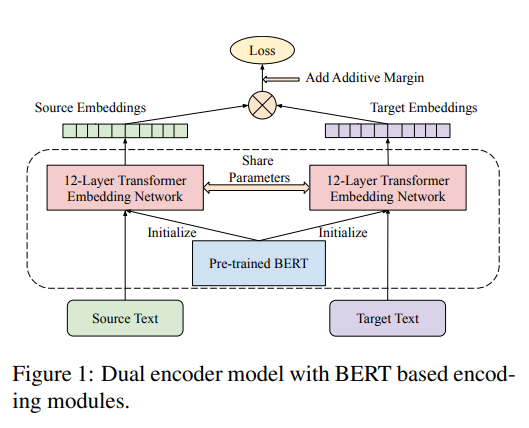 Loss
Add Additive Margin
Source Embeddings
Target Embeddings
Share
Parameters
12-Layer Transformer
Embedding Network
12-Layer Transformer
Embedding Network
Initialize
Initialize
Pre-trained BERT
Source Text
Target Text
Figure 1: Dual encoder model with BERT based encod-
ing modules.